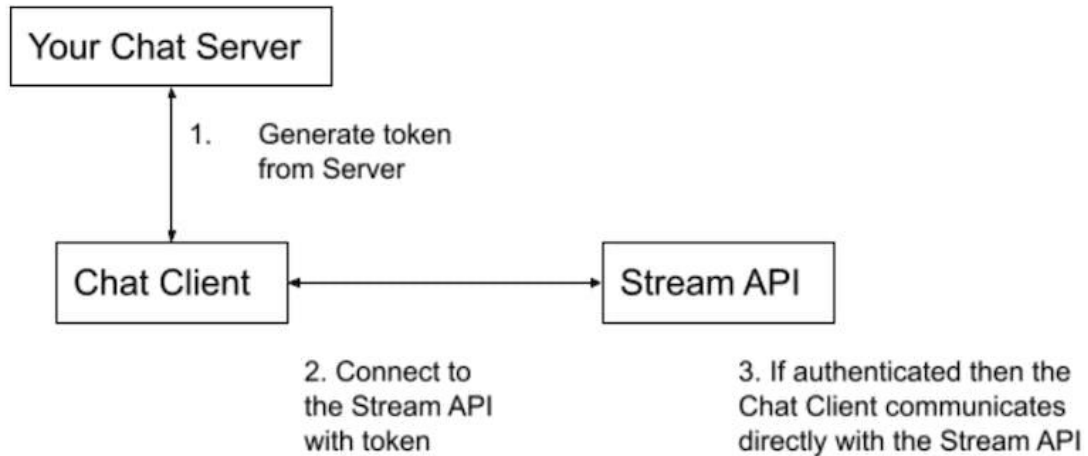 Your Chat Server
1. Generate token
from Server
Chat Client
Stream API
2. Connect to
the Stream API
with token
3. If authenticated then the
Chat Client communicates
directly with the Stream API